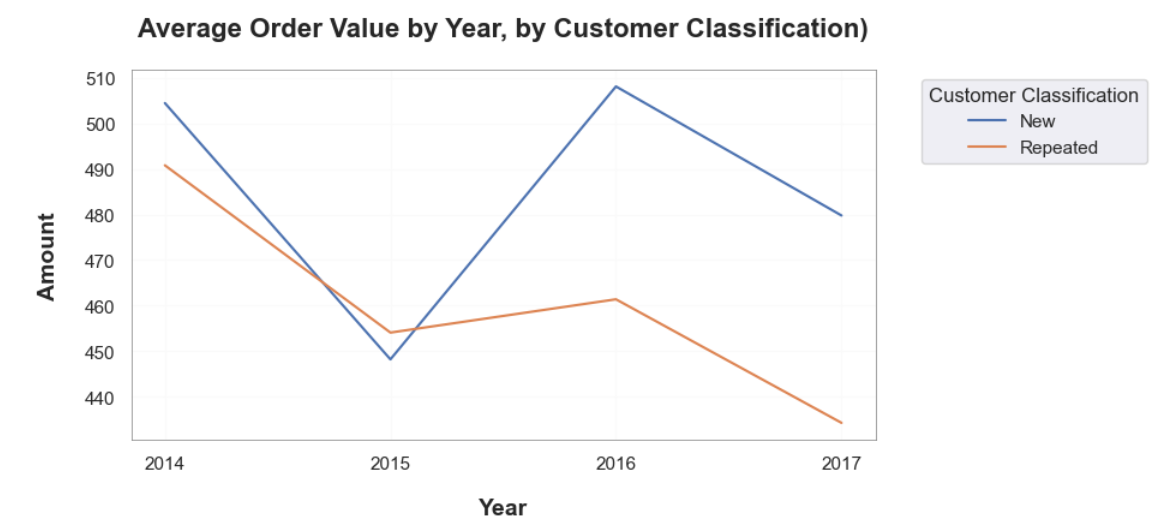 Average Order Value by Year, by Customer Classification)
510
500
490
480
470
460
450
440
Amount
2014 2015 2016 2017
Year
Customer Classification
New
Repeated